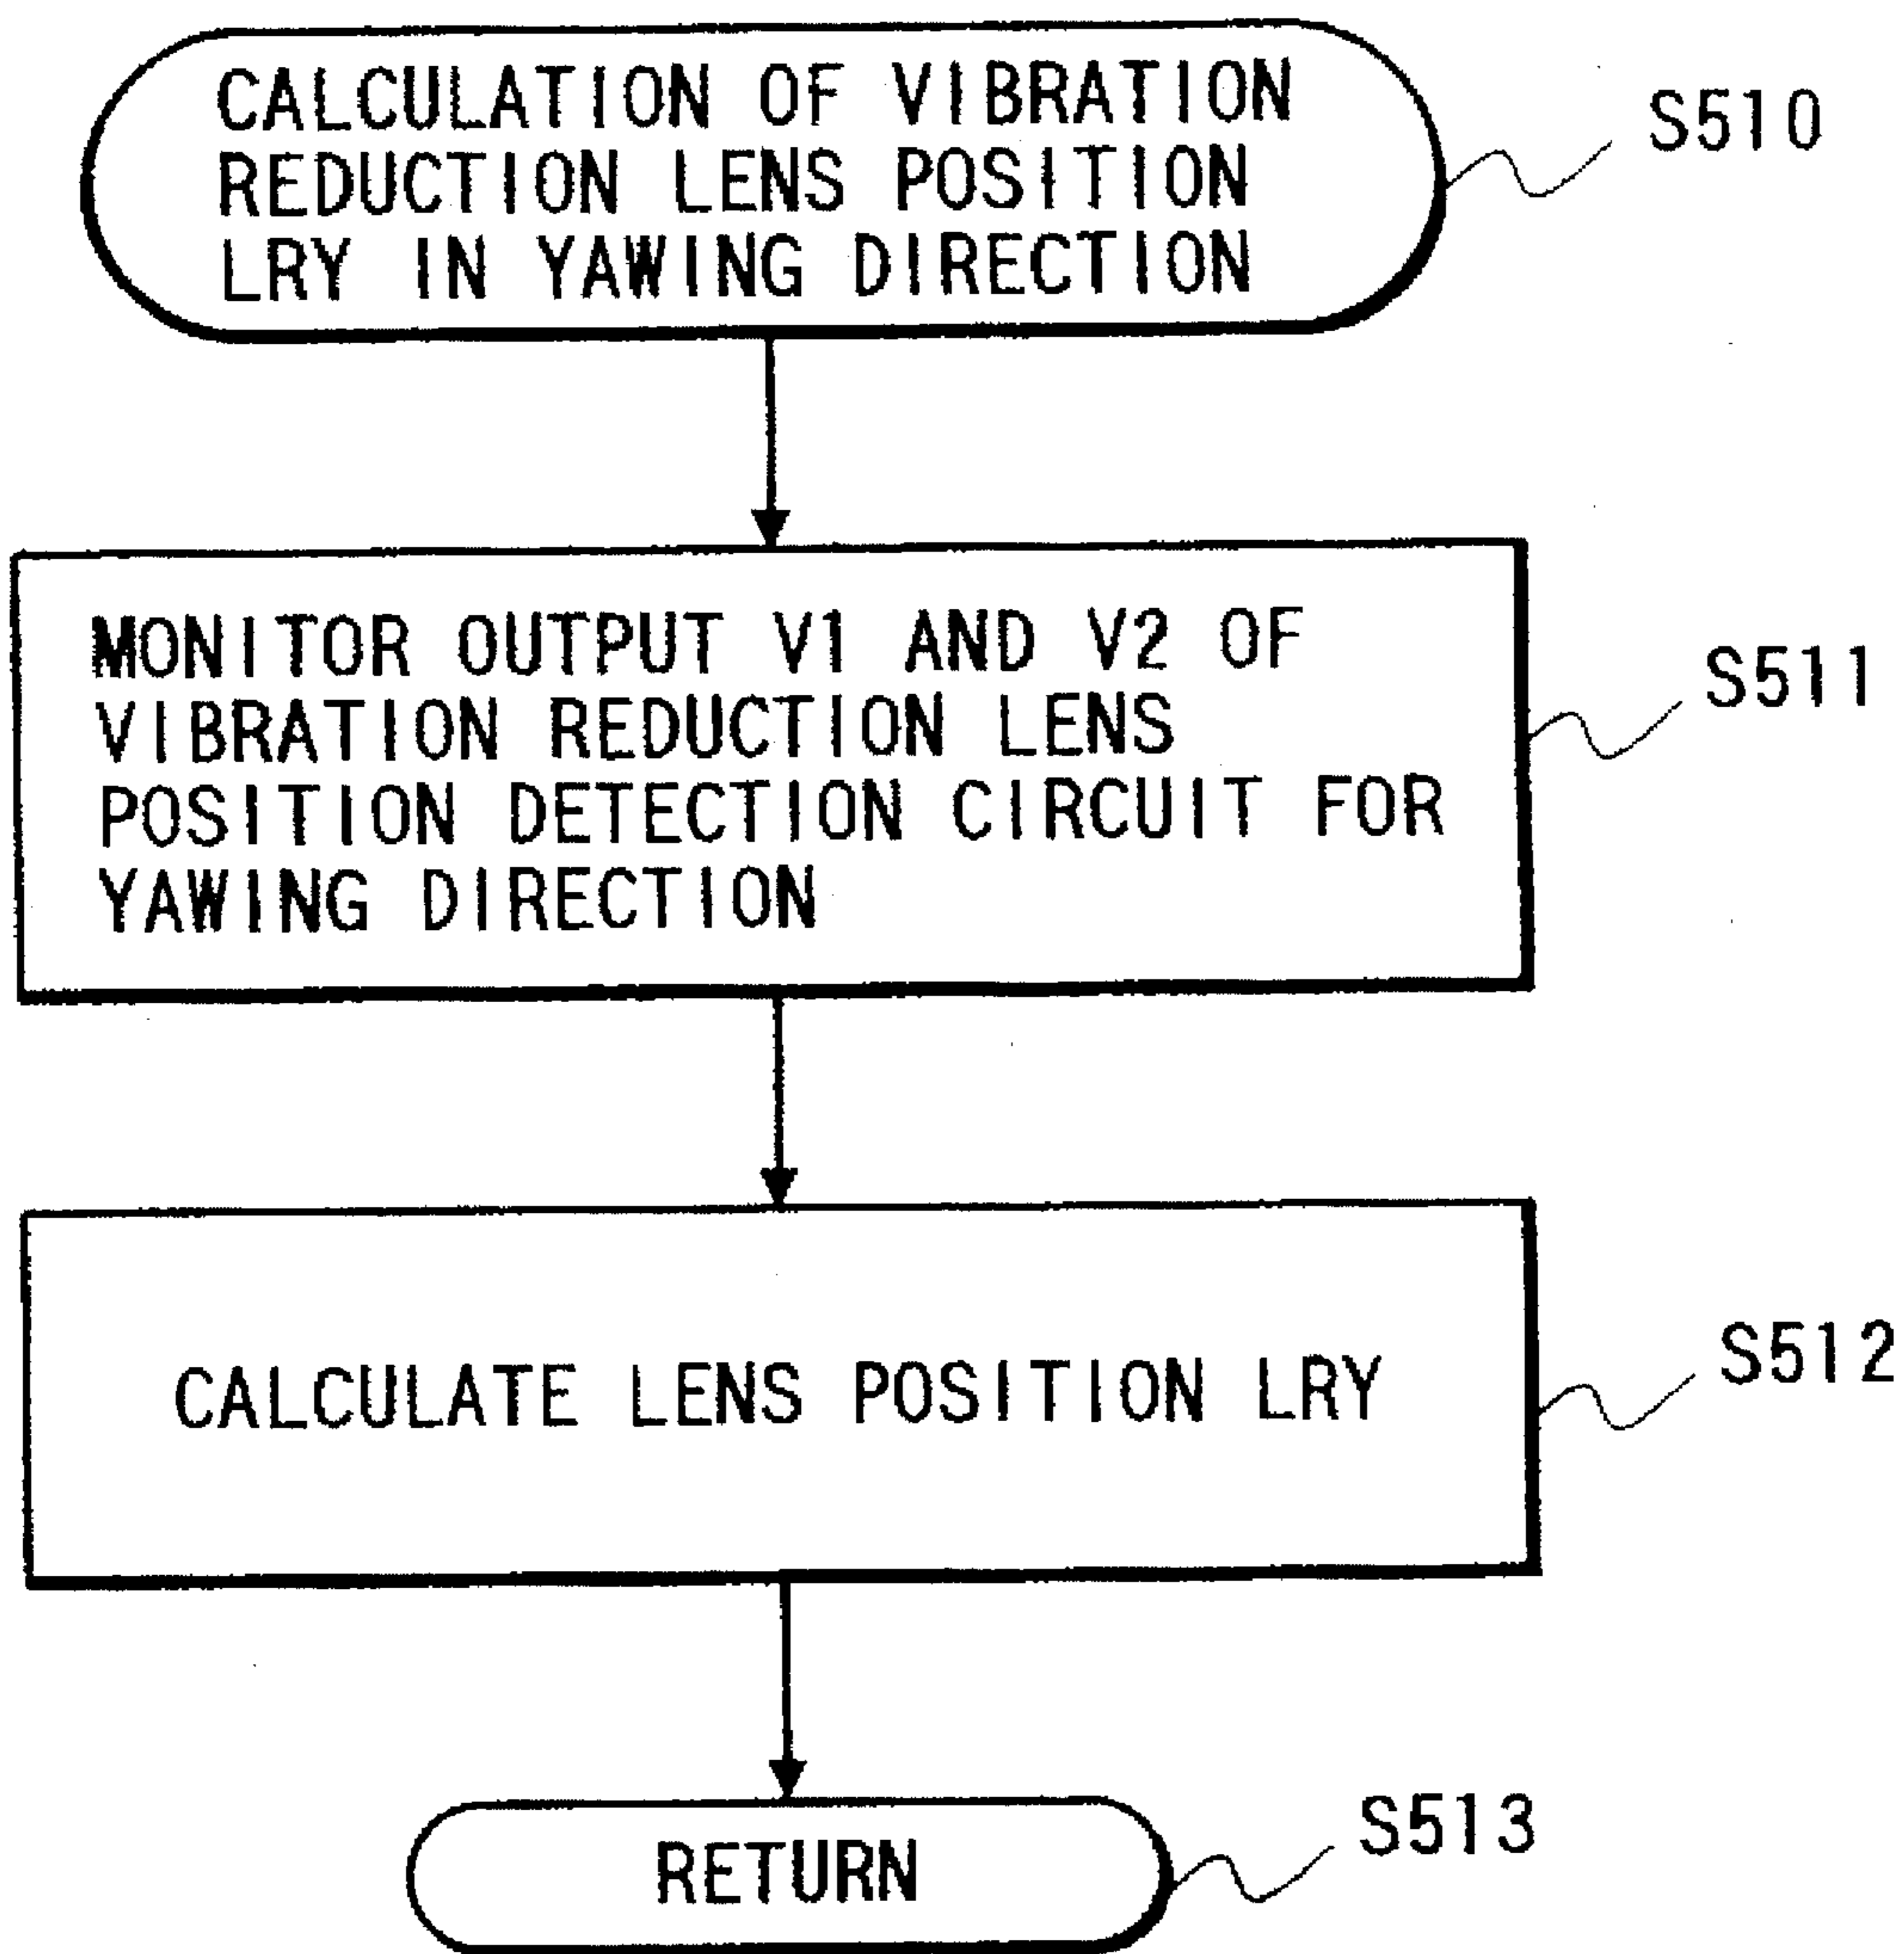 CALCULATION OF VIBRATION
REDUCTION LENS POSITION
LRY IN YAWING DIRECTION
S510
MONITOR OUTPUT V1 AND V2 OF
VIBRATION REDUCTION LENS
POSITION DETECTION CIRCUIT FOR
YAWING DIRECTION
S511
CALCULATE LENS POSITION LRY
S512
RETURN
S513